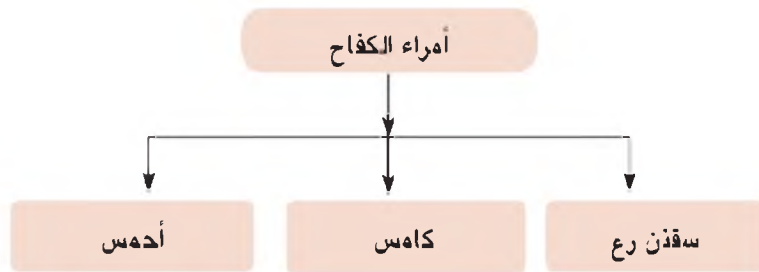 أمراء الكفاح
سقنن رع
كامس
أحمس